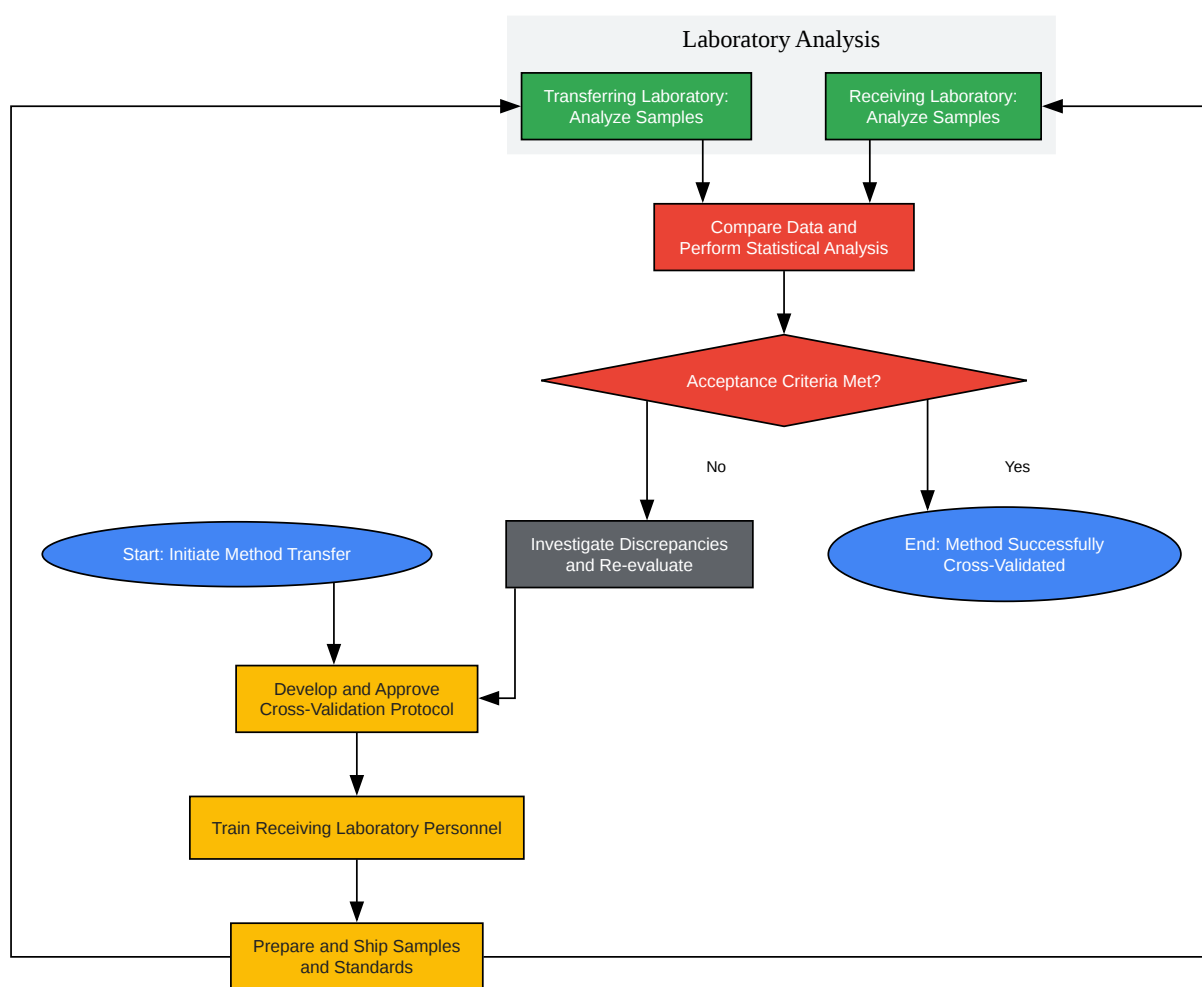 Laboratory Analysis
Transferring Laboratory:
Analyze Samples
Receiving Laboratory:
Analyze Samples
Compare Data and
Perform Statistical Analysis
Acceptance Criteria Met?
No
Yes
Start: Initiate Method Transfer
Investigate Discrepancies
and Re-evaluate
End: Method Successfully
Cross-Validated
Develop and Approve
Cross-Validation Protocol
Train Receiving Laboratory Personnel
Prepare and Ship Samples
and Standards